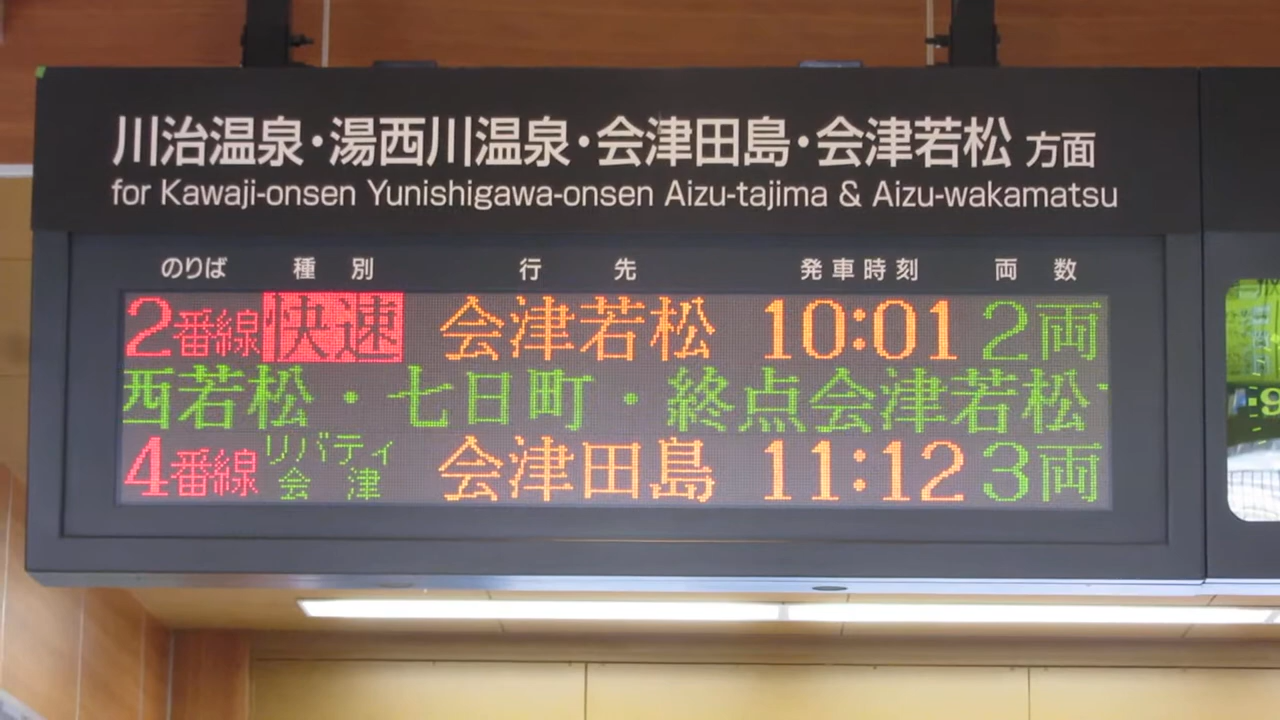 川治温泉・湯西川温泉・会津田島・会津若松 方面
for Kawaji-onsen Yunishigawa-onsen Aizu-tajima & Aizu-wakamatsu
のりば 種別 行先 発車時刻 両数
2番線 快速 会津若松 10:01 2両
西若松・七日町・終点会津若松
4番線 リバティ会津 会津田島 11:12 3両